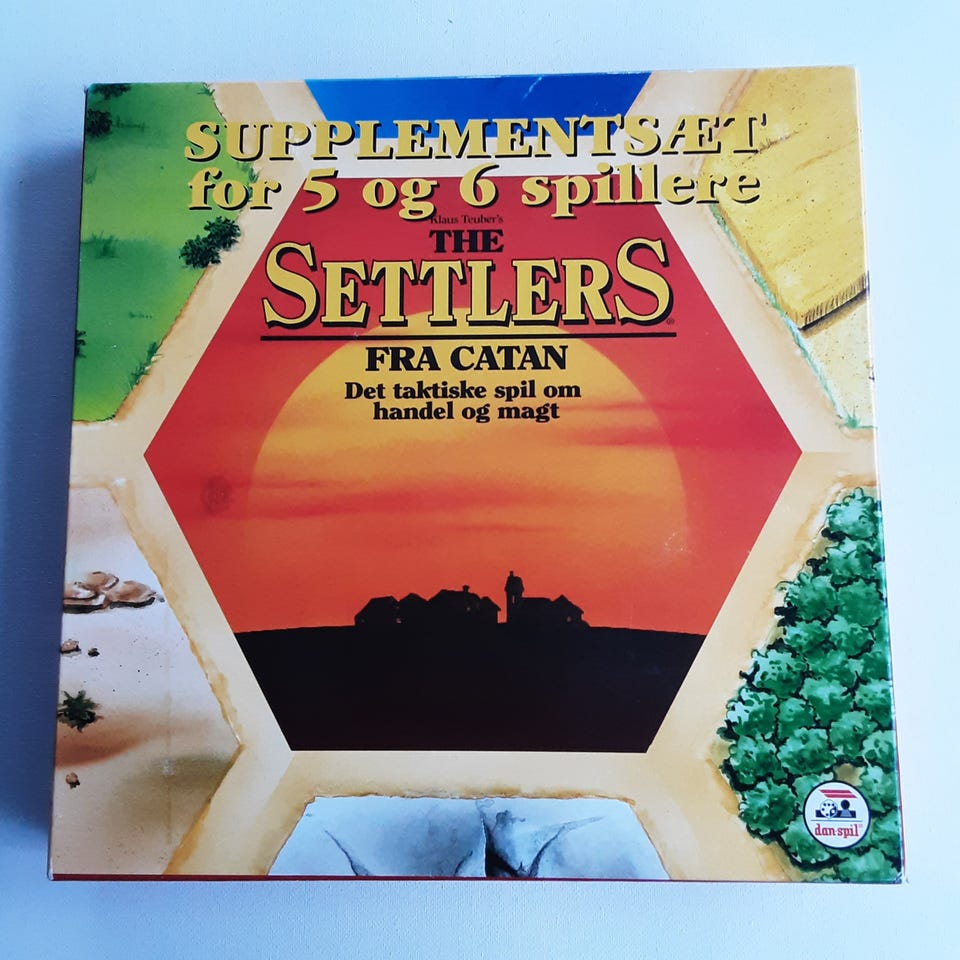 SUPPLEMENTSÆT
for 5 og 6 spillere
Klaus Teuber's
THE
SETTLERS®
FRA CATAN
Det taktiske spil om
handel og magt
dan spil